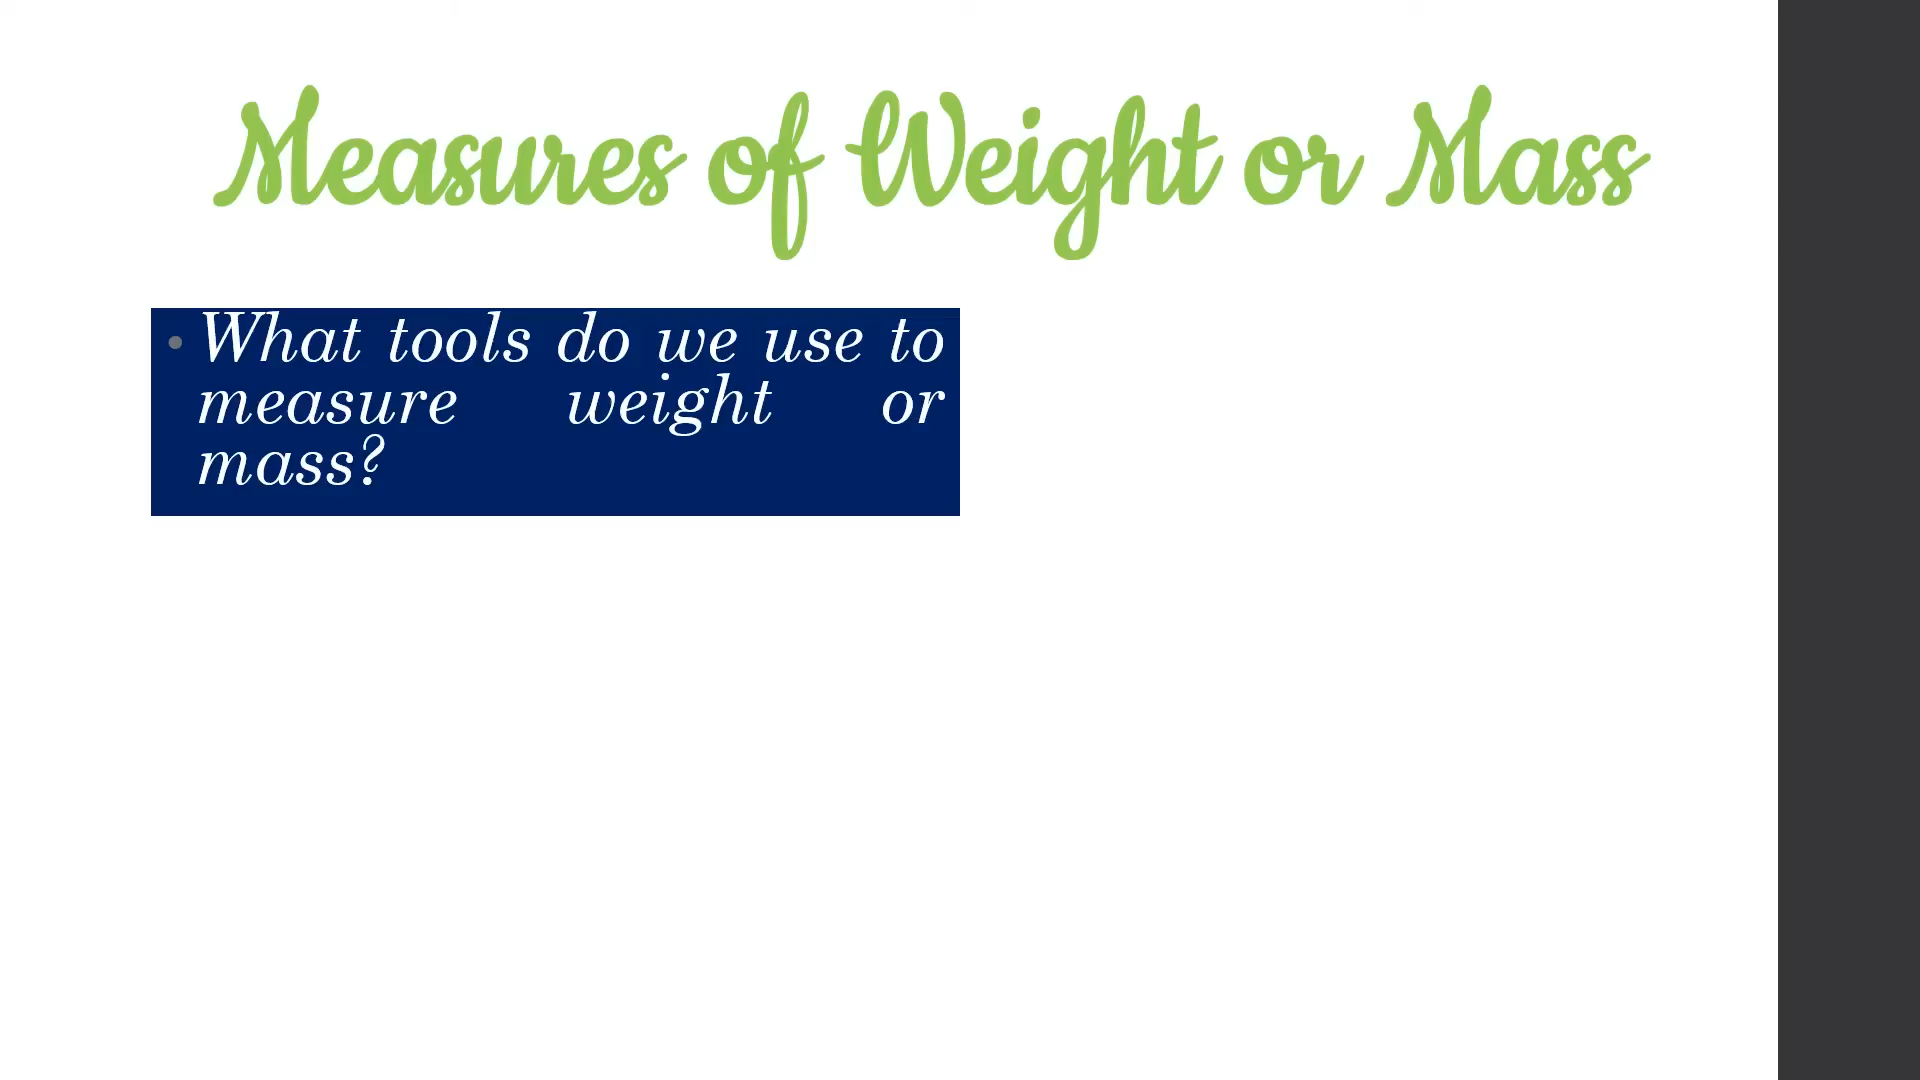 Measures of Weight or Mass
• What tools do we use to
measure weight or
mass?